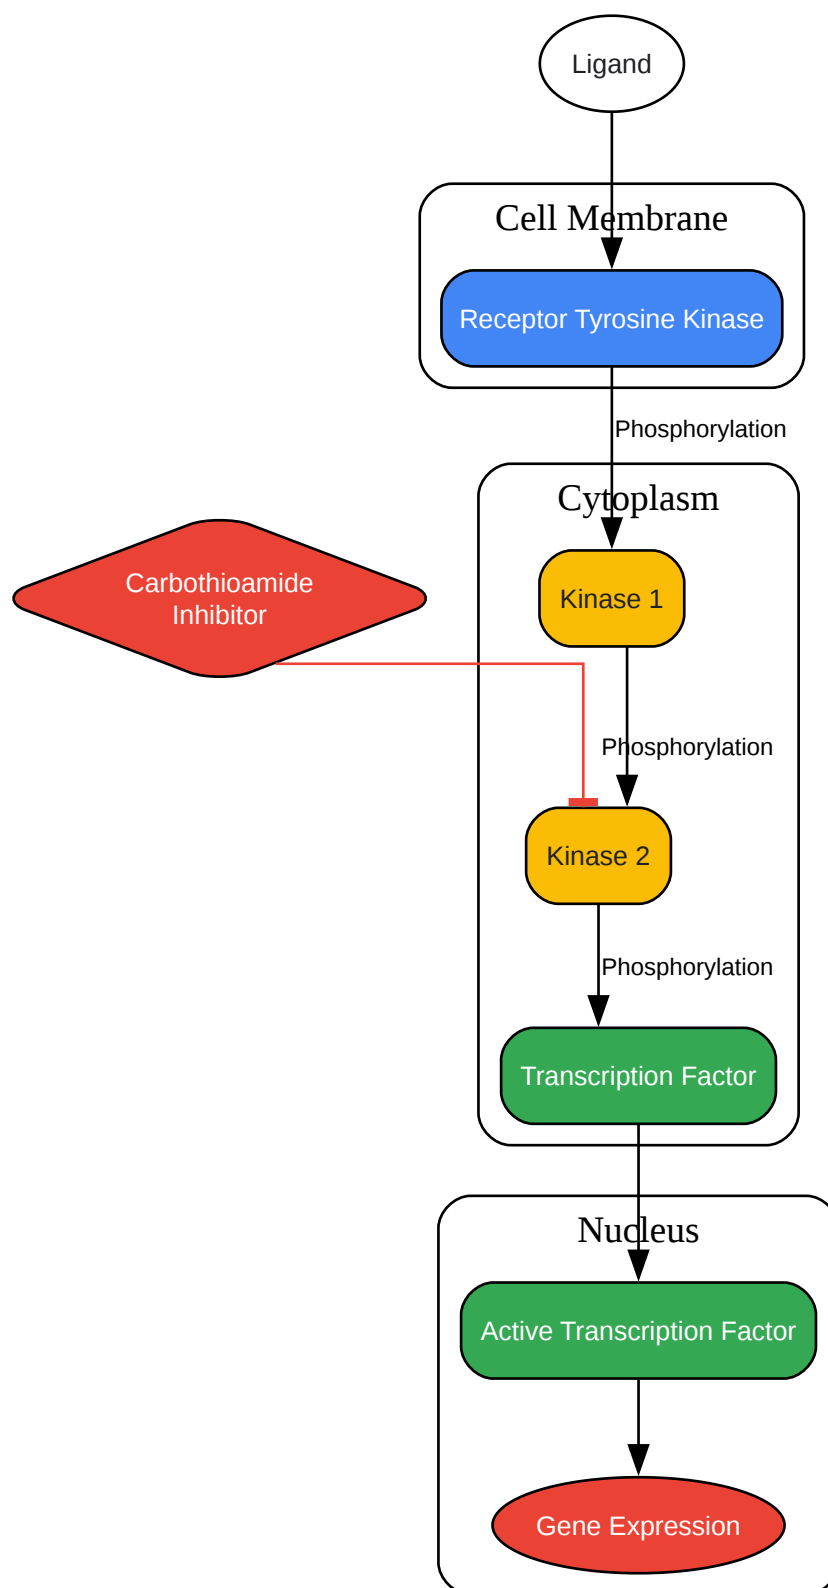 Ligand
Cell Membrane
Receptor Tyrosine Kinase
Phosphorylation
Cytoplasm
Carbothioamide
Inhibitor
Kinase 1
Phosphorylation
Kinase 2
Phosphorylation
Transcription Factor
Nucleus
Active Transcription Factor
Gene Expression